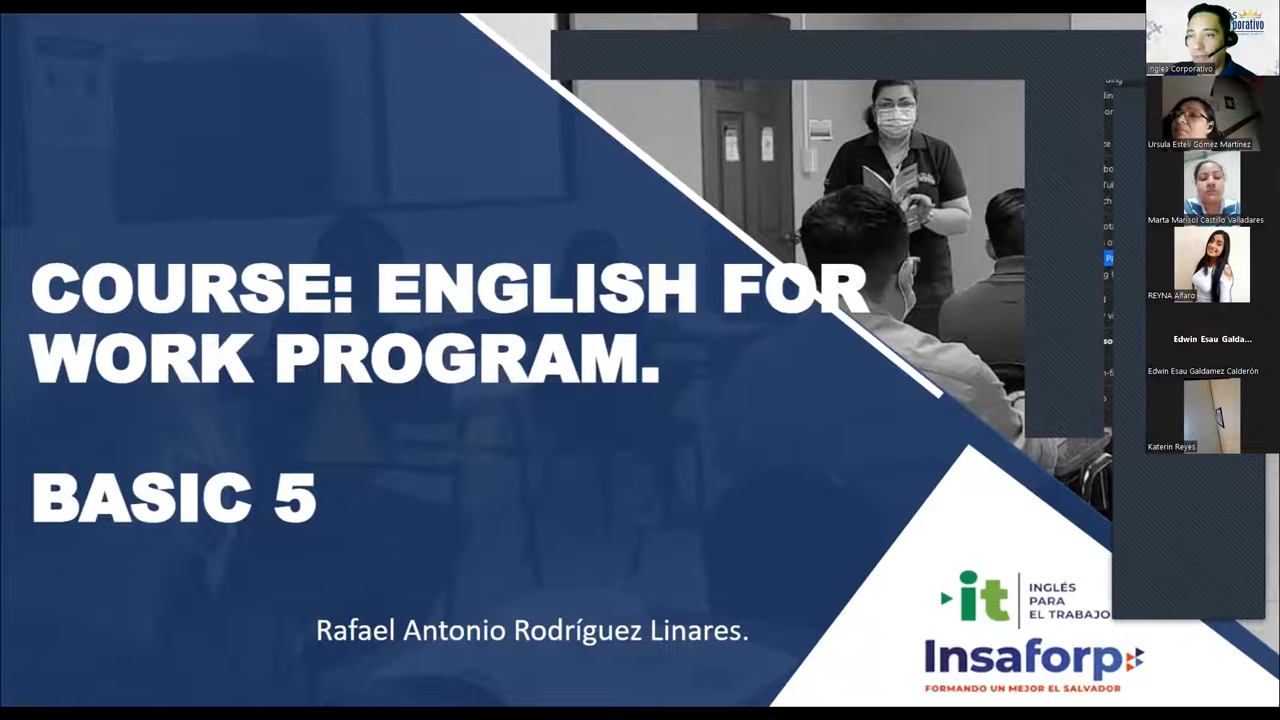 COURSE: ENGLISH FOR
WORK PROGRAM.
BASIC 5
Rafael Antonio Rodríguez Linares.
it
INGLÉS
PARA
EL TRABAJO
Insaforp
FORMANDO UN MEJOR EL SALVADOR
Inglés Corporativo
Ursula Estelí Gómez Martinez
Marta Marisol Castillo Valladares
REYNA Alfaro
Edwin Esau Galda...
Edwin Esau Galdamez Calderón
Katerin Reyes